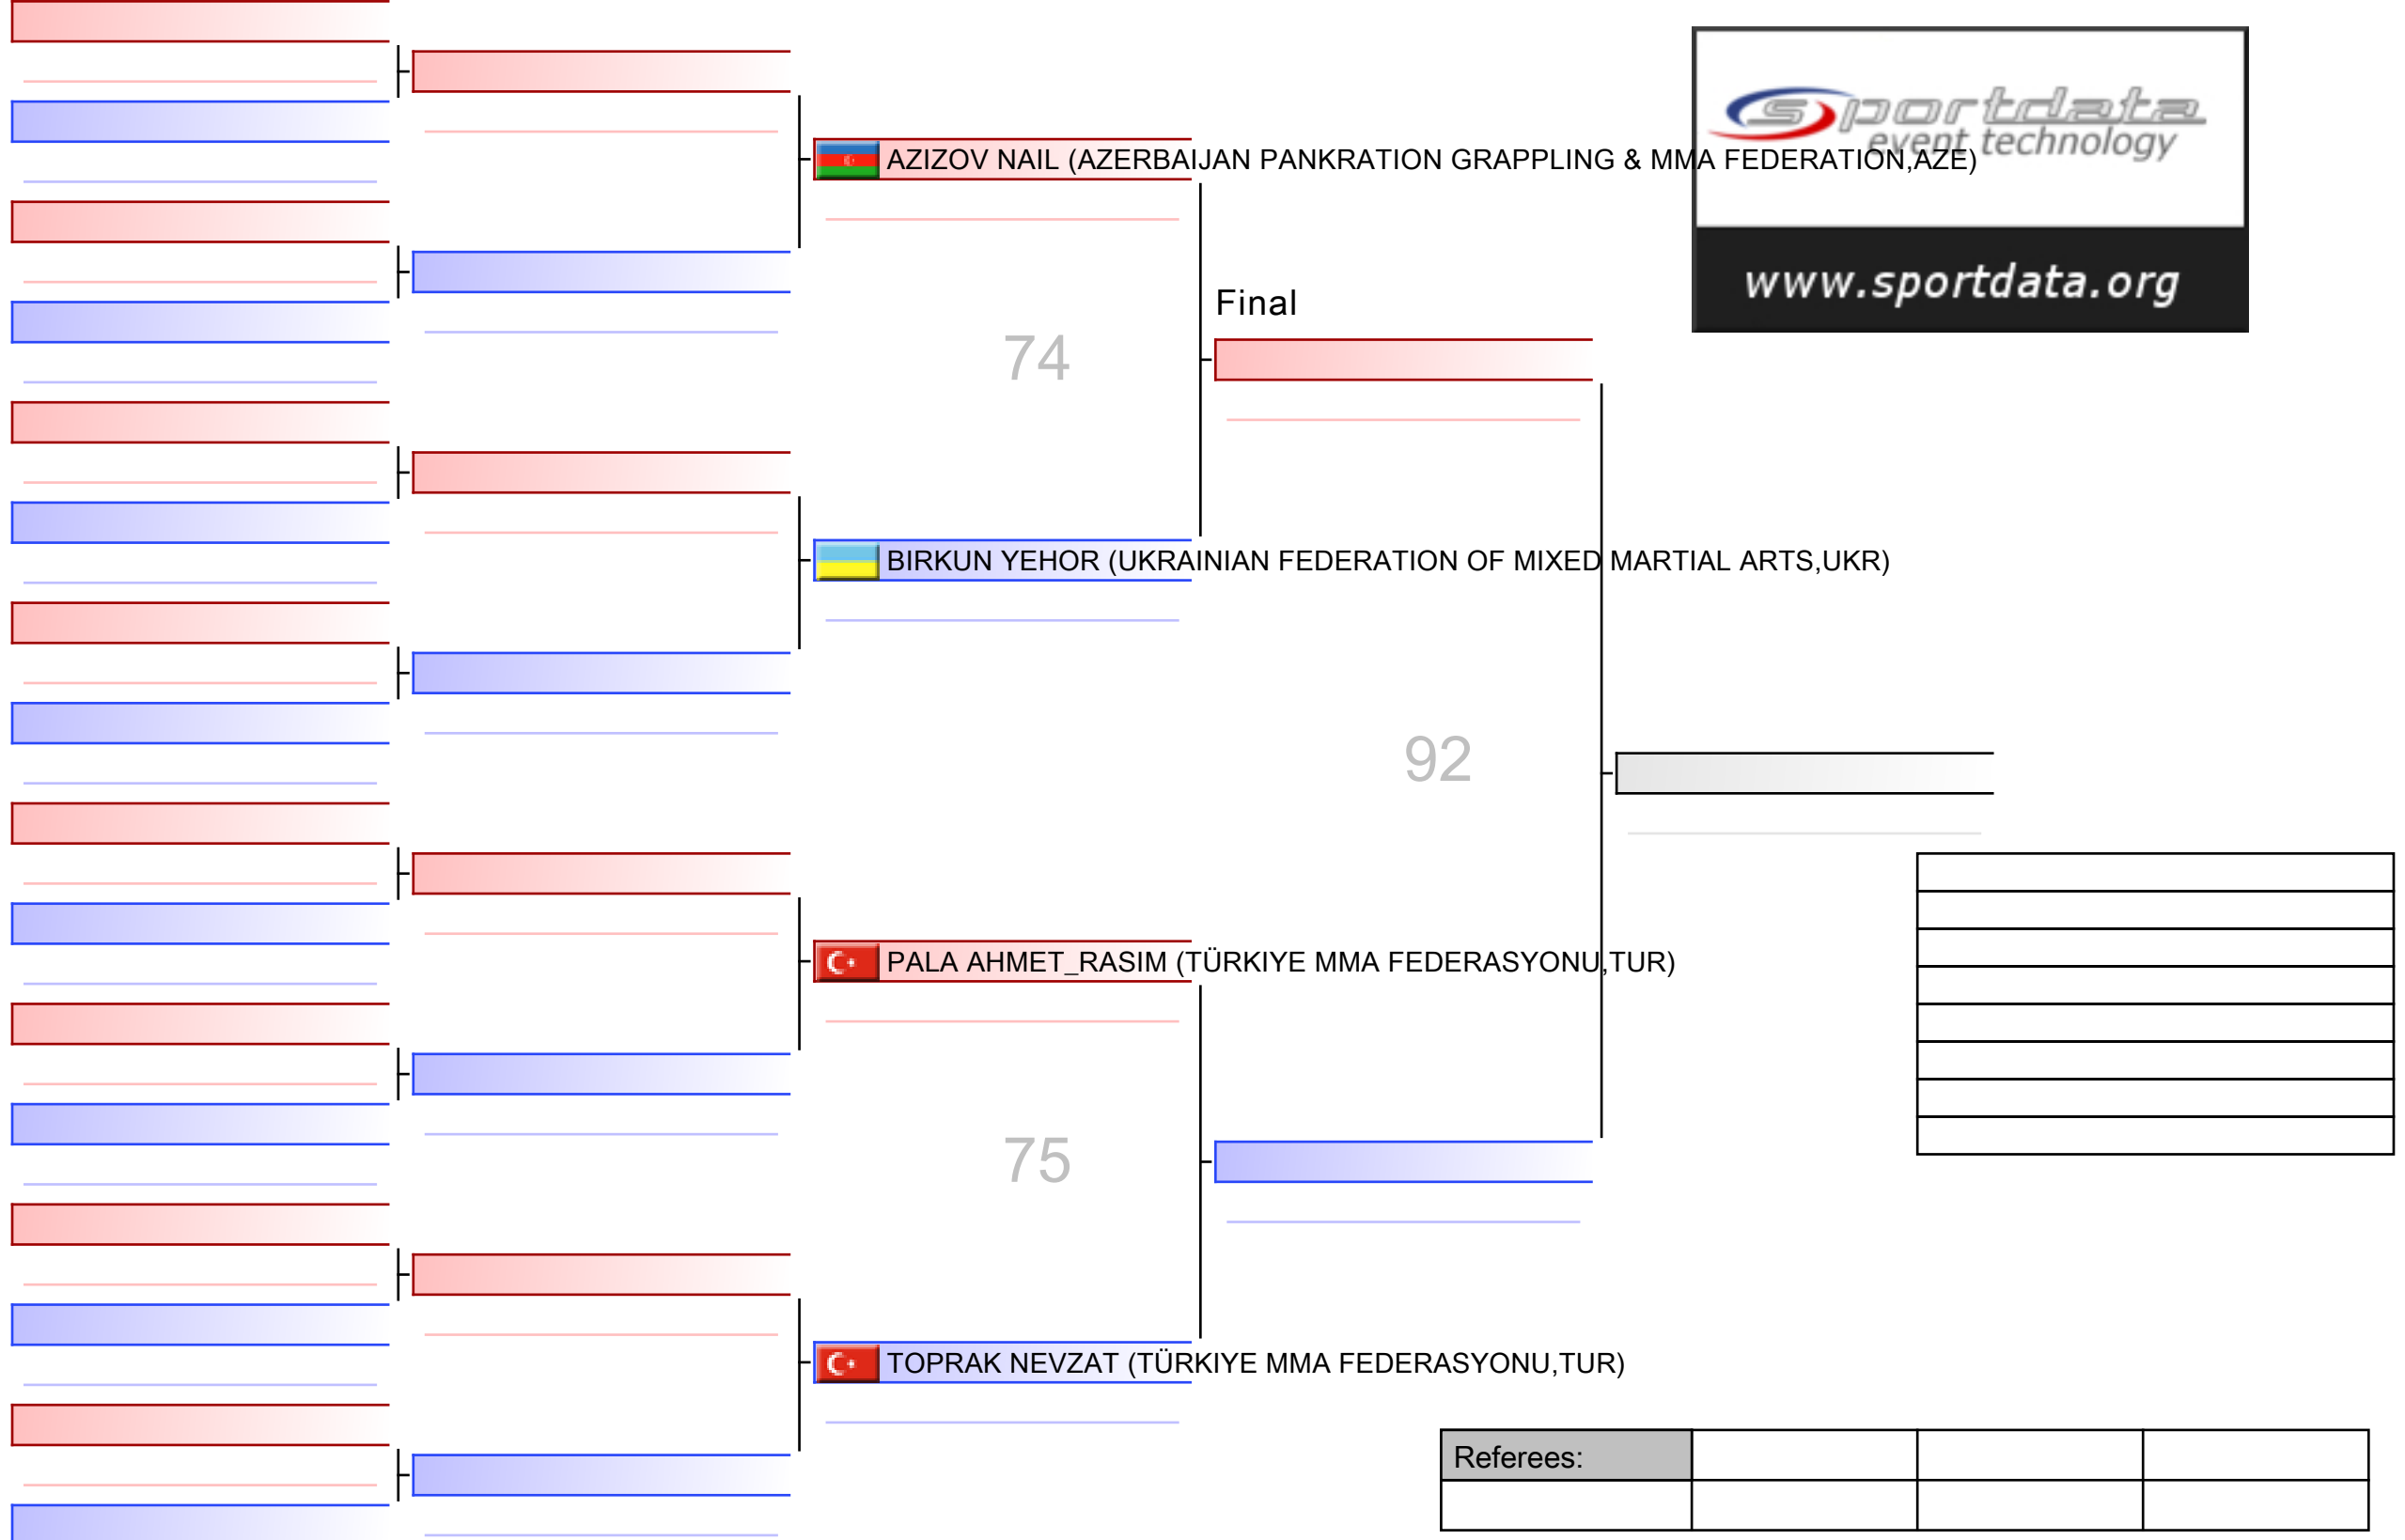 sportdata
event technology
www.sportdata.org
AZIZOV NAIL (AZERBAIJAN PANKRATION GRAPPLING & MMA FEDERATION,AZE)
Final
74
BIRKUN YEHOR (UKRAINIAN FEDERATION OF MIXED MARTIAL ARTS,UKR)
92
PALA AHMET_RASIM (TÜRKIYE MMA FEDERASYONU,TUR)
75
TOPRAK NEVZAT (TÜRKIYE MMA FEDERASYONU,TUR)
Referees: